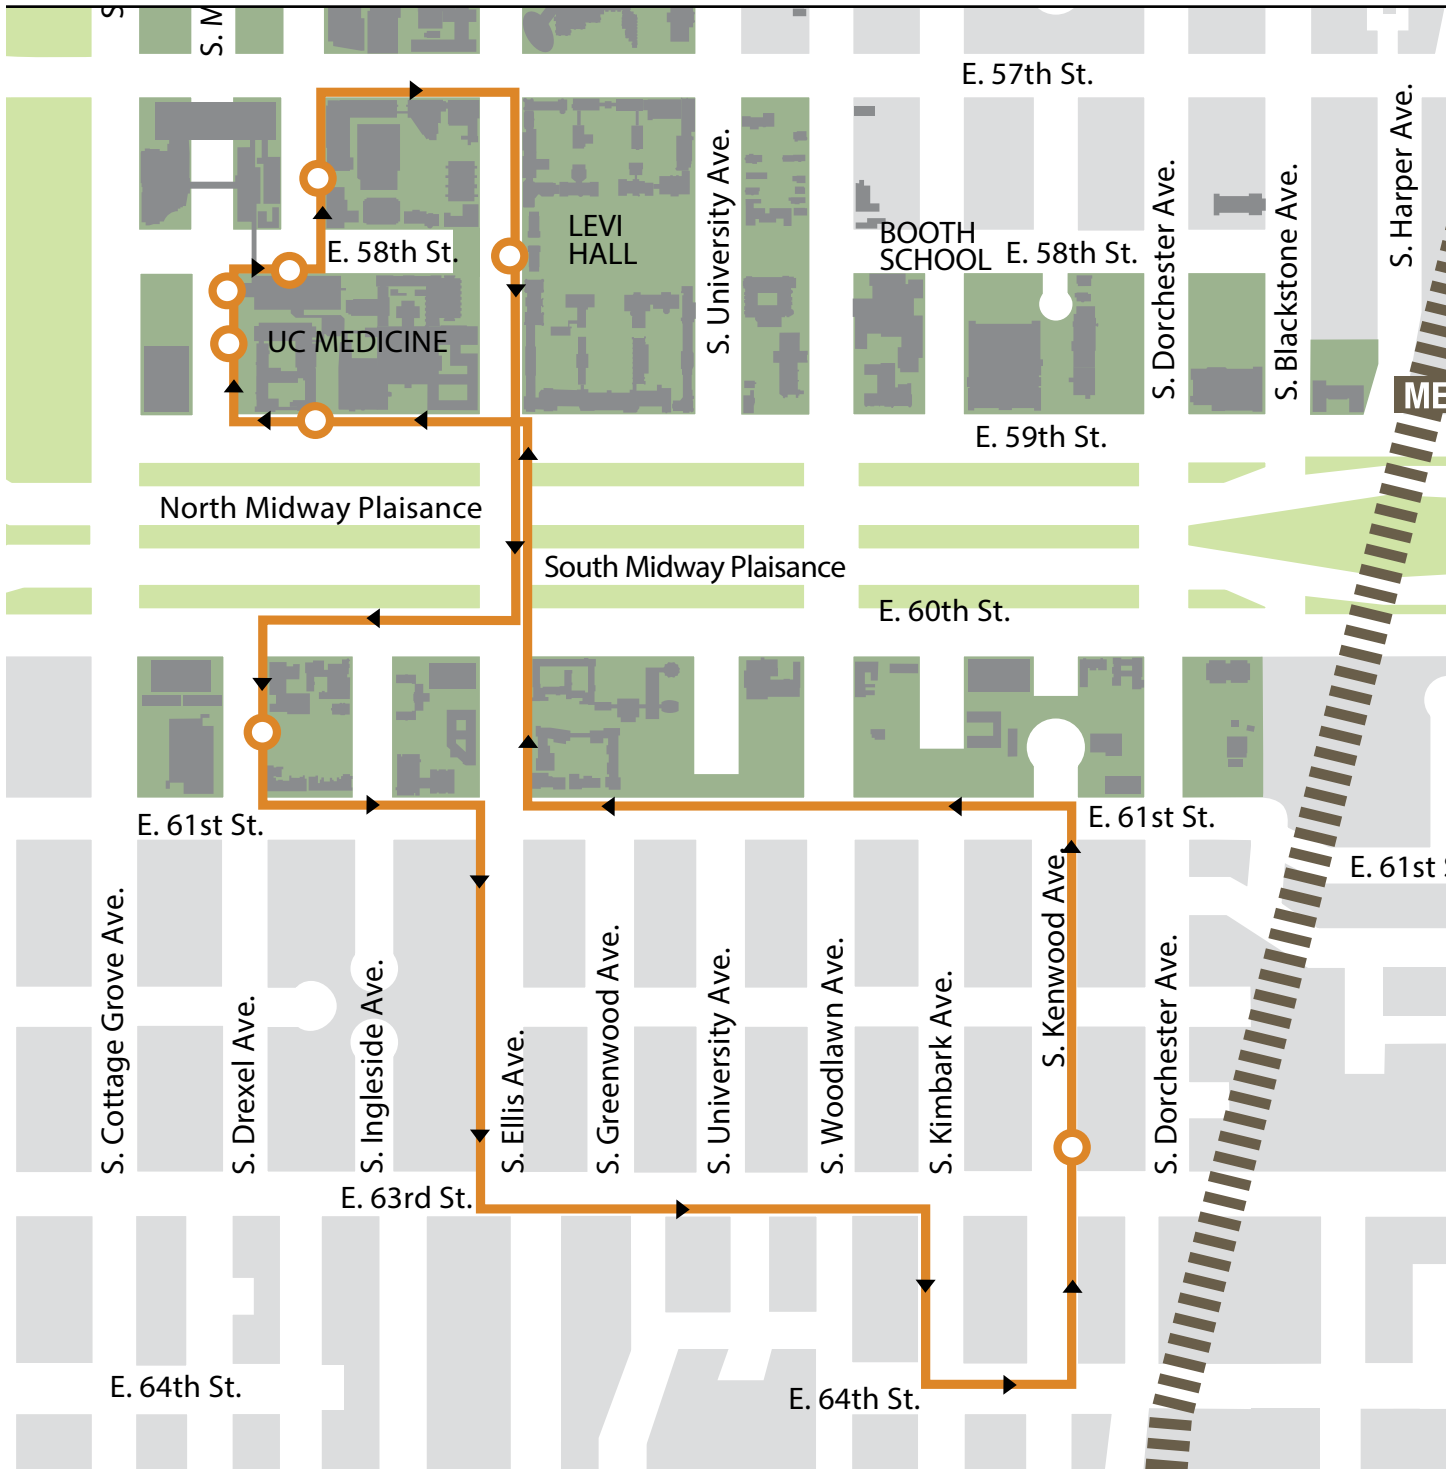 S. M
E. 57th St.
S. Harper Ave.
S. University Ave.
LEVI
HALL
BOOTH
SCHOOL
E. 58th St.
E. 58th St.
S. Dorchester Ave.
S. Blackstone Ave.
UC MEDICINE
ME
E. 59th St.
North Midway Plaisance
South Midway Plaisance
E. 60th St.
E. 61st St.
E. 61st St.
E. 61st S
S. Cottage Grove Ave.
S. Drexel Ave.
S. Ingleside Ave.
S. Ellis Ave.
S. Greenwood Ave.
S. University Ave.
S. Woodlawn Ave.
S. Kimbark Ave.
S. Kenwood Ave.
S. Dorchester Ave.
E. 63rd St.
E. 64th St.
E. 64th St.